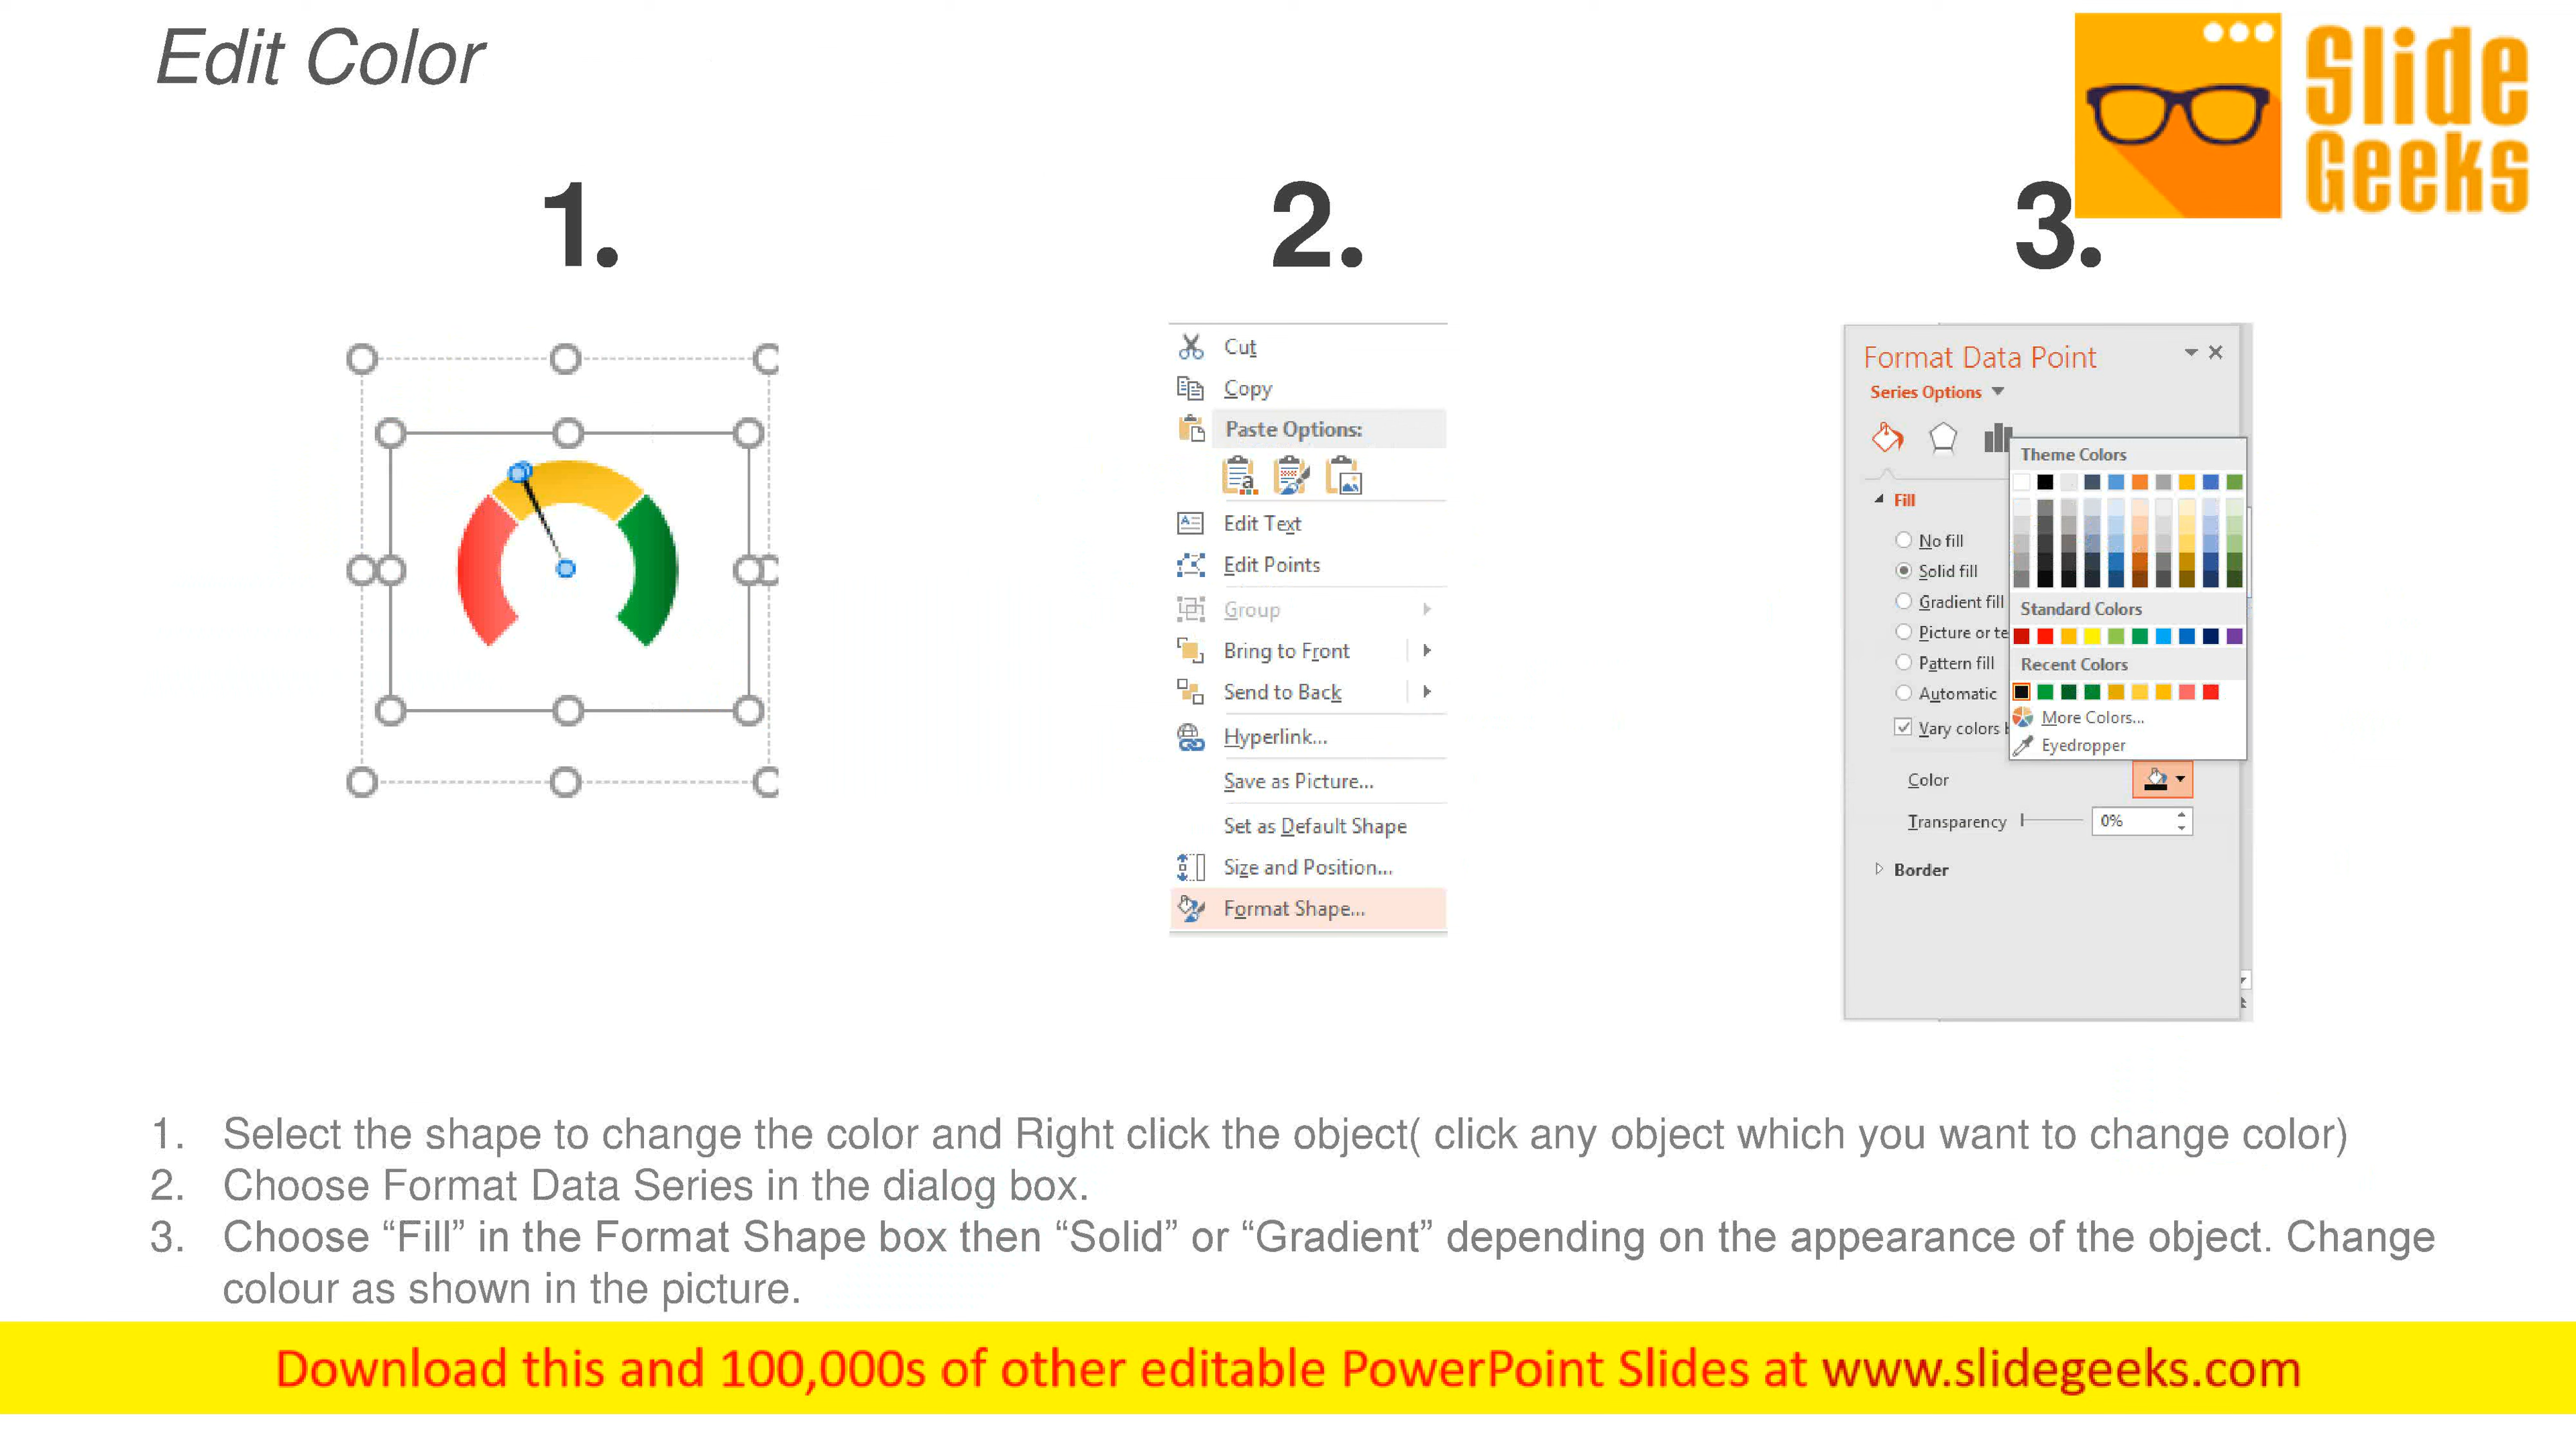 Edit Color
Slide
Geeks
1.
2.
3.
Cut
Copy
Paste Options:
Edit Text
Edit Points
Group
Bring to Front
Send to Back
Hyperlink...
Save as Picture...
Set as Default Shape
Size and Position...
Format Shape...
Format Data Point
Series Options
Theme Colors
Fill
No fill
Solid fill
Gradient fill
Standard Colors
Picture or te
Pattern fill
Recent Colors
Automatic
More Colors...
Vary colors
Eyedropper
Color
Transparency 0%
Border
1. Select the shape to change the color and Right click the object( click any object which you want to change color)
2. Choose Format Data Series in the dialog box.
3. Choose “Fill” in the Format Shape box then “Solid” or “Gradient” depending on the appearance of the object. Change
colour as shown in the picture.
Download this and 100,000s of other editable PowerPoint Slides at www.slidegeeks.com